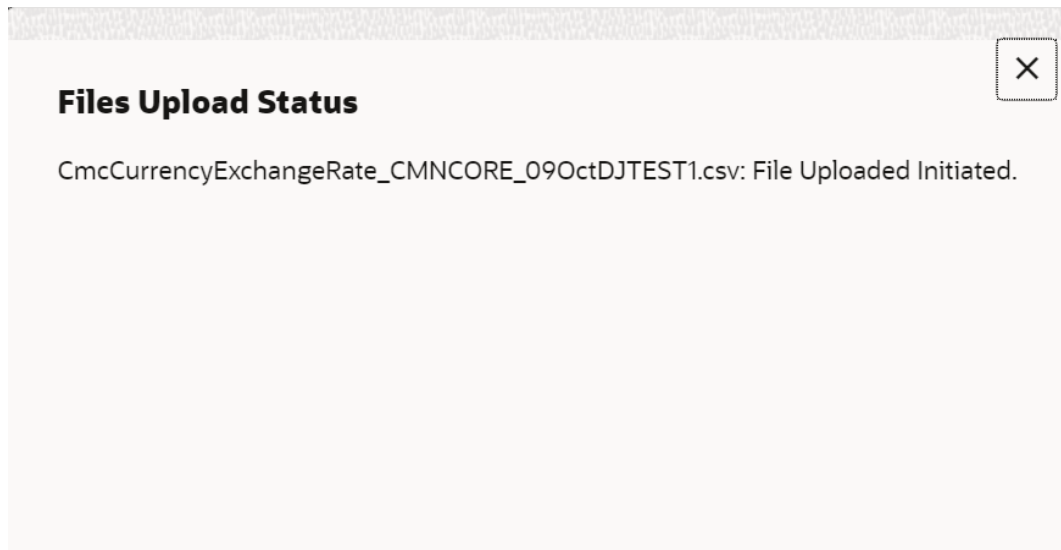 Files Upload Status
CmcCurrencyExchangeRate_CMNCORE_09OctDJTEST1.csv: File Uploaded Initiated.